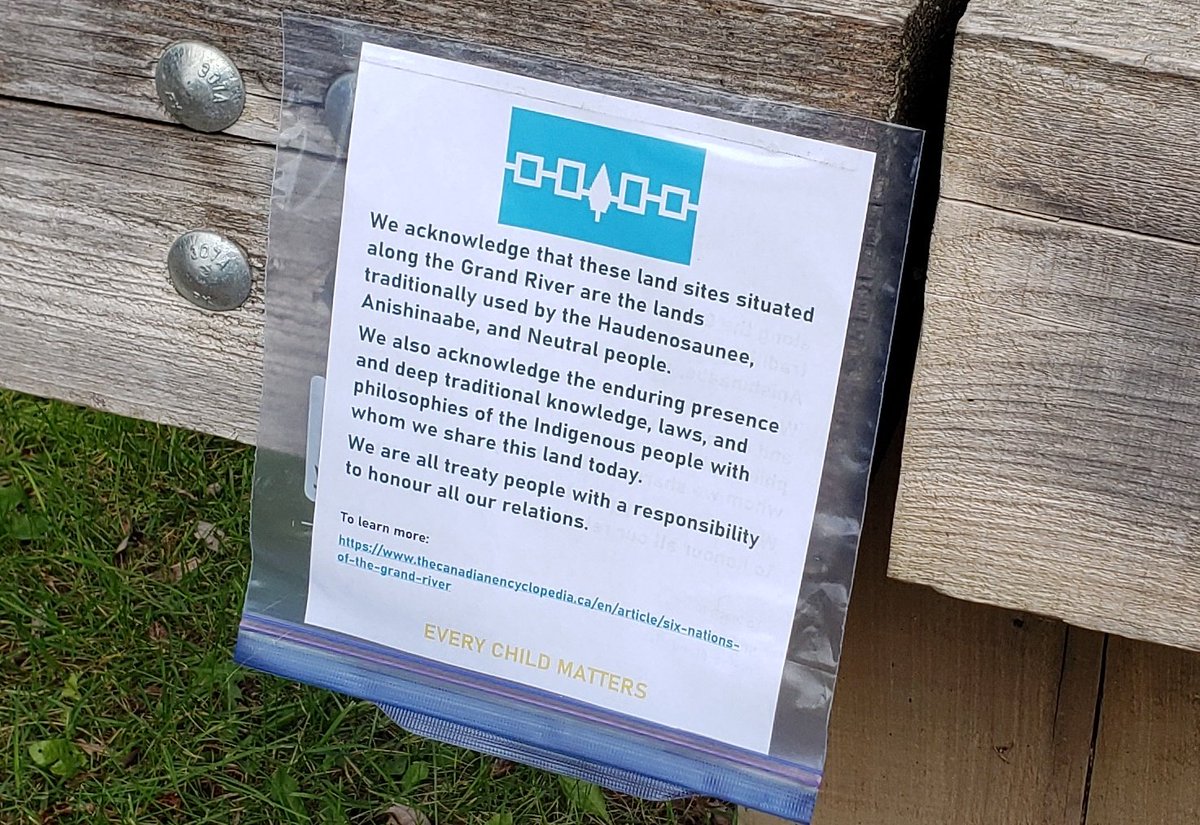 We acknowledge that these land sites situated
along the Grand River are the lands
traditionally used by the Haudenosaunee,
Anishinaabe, and Neutral people.
We also acknowledge the enduring presence
and deep traditional knowledge, laws, and
philosophies of the Indigenous people with
whom we share this land today.
We are all treaty people with a responsibility
to honour all our relations.
To learn more:
https://www.thecanadianencyclopedia.ca/en/article/six-nations-
of-the-grand-river
EVERY CHILD MATTERS